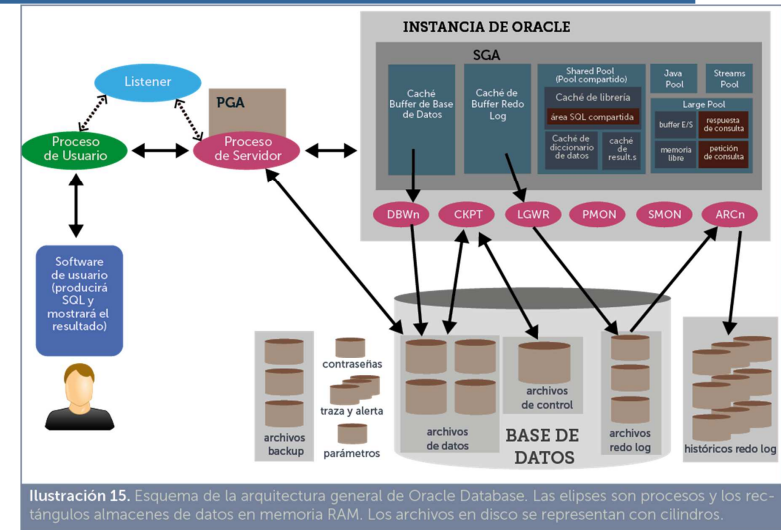 INSTANCIA DE ORACLE
SGA
Listener
PGA
Proceso
de Usuario
Proceso
de Servidor
Caché
Buffer de Base
de Datos
Caché de
Buffer Redo
Log
Shared Pool
(Pool compartido)
Caché de librería
área SQL compartida
Caché de
diccionario
de datos
caché
de
result.s
Java
Pool
Streams
Pool
Large Pool
buffer E/S
respuesta
de consulta
memoria
libre
petición
de consulta
DBWn
CKPT
LGWR
PMON
SMON
ARCn
Software
de usuario
(producirá
SQL y
mostrará el
resultado)
archivos
backup
contraseñas
traza y alerta
parámetros
archivos
de datos
archivos
de control
BASE DE
DATOS
archivos
redo log
históricos redo log
Ilustración 15. Esquema de la arquitectura general de Oracle Database. Las elipses son procesos y los rec-
tángulos almacenes de datos en memoria RAM. Los archivos en disco se representan con cilindros.